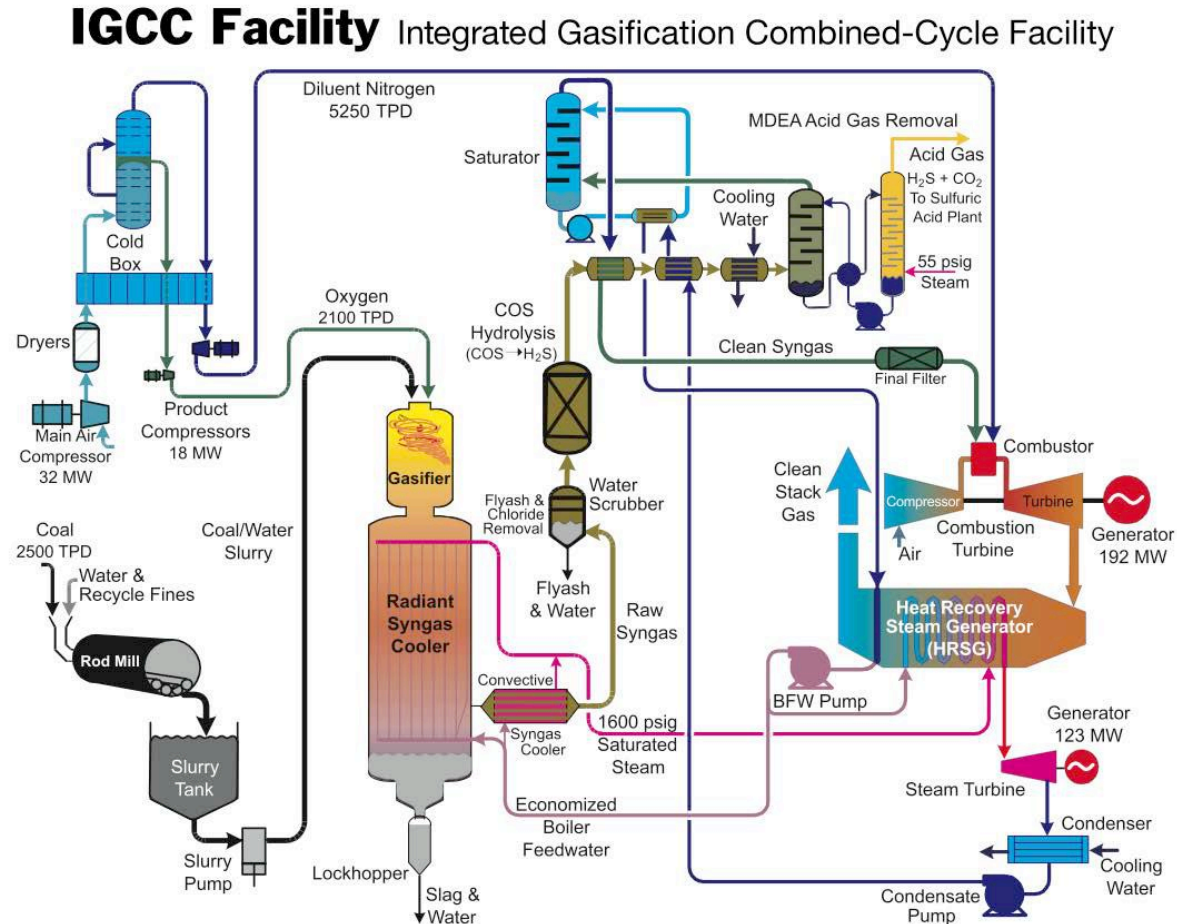 IGCC Facility Integrated Gasification Combined-Cycle Facility
Diluent Nitrogen
5250 TPD
Saturator
MDEA Acid Gas Removal
Acid Gas
H₂S + CO₂
To Sulfuric
Acid Plant
Cooling
Water
55 psig
Steam
Cold
Box
Oxygen
2100 TPD
COS
Hydrolysis
(COS→H₂S)
Dryers
Clean Syngas
Final Filter
Product
Compressors
18 MW
Main Air
Compressor
32 MW
Combustor
Gasifier
Clean
Stack
Gas
Compressor
Turbine
Water
Scrubber
Flyash &
Chloride
Removal
Air
Combustion
Turbine
Generator
192 MW
Coal
2500 TPD
Coal/Water
Slurry
Water &
Recycle Fines
Flyash
& Water
Raw
Syngas
Radiant
Syngas
Cooler
Heat Recovery
Steam Generator
(HRSG)
Rod Mill
Convective
Syngas
Cooler
BFW Pump
1600 psig
Saturated
Steam
Generator
123 MW
Slurry
Tank
Steam Turbine
Economized
Boiler
Feedwater
Condenser
Cooling
Water
Slurry
Pump
Lockhopper
Slag &
Water
Condensate
Pump